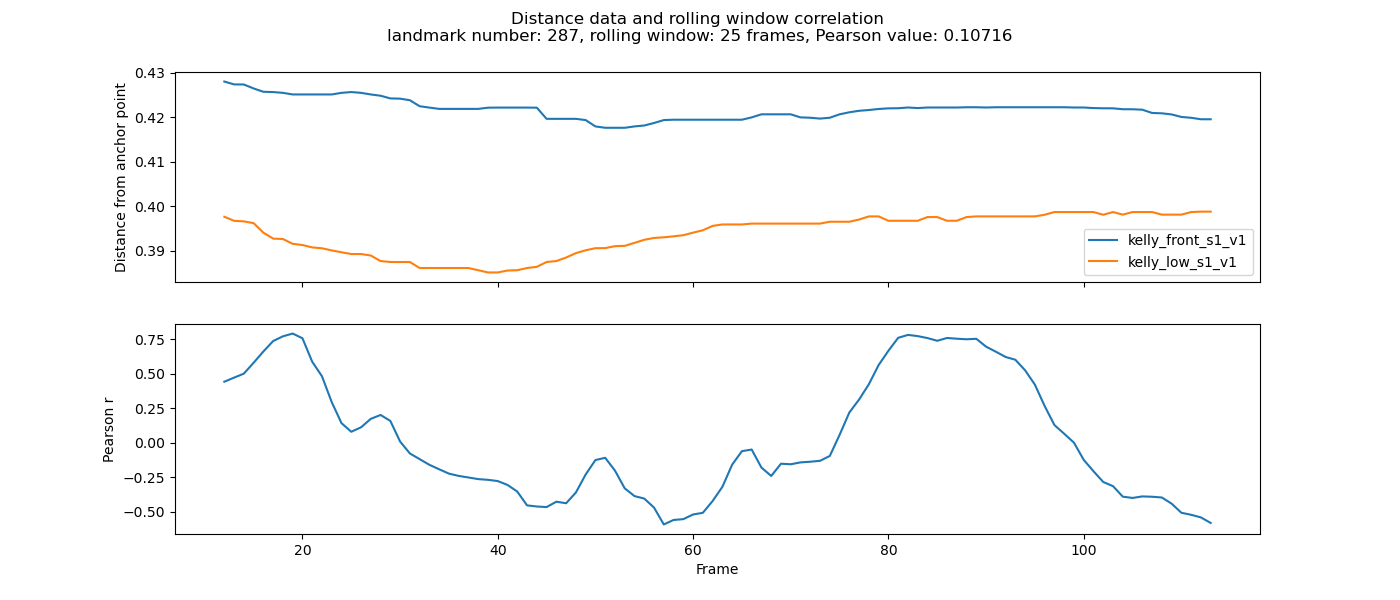 Distance data and rolling window correlation
landmark number: 287, rolling window: 25 frames, Pearson value: 0.10716
0.43
0.42
0.41
0.40
0.39
Distance from anchor point
kelly_front_s1_v1
kelly_low_s1_v1
0.75
0.50
0.25
0.00
−0.25
−0.50
Pearson r
20 40 60 80 100
Frame